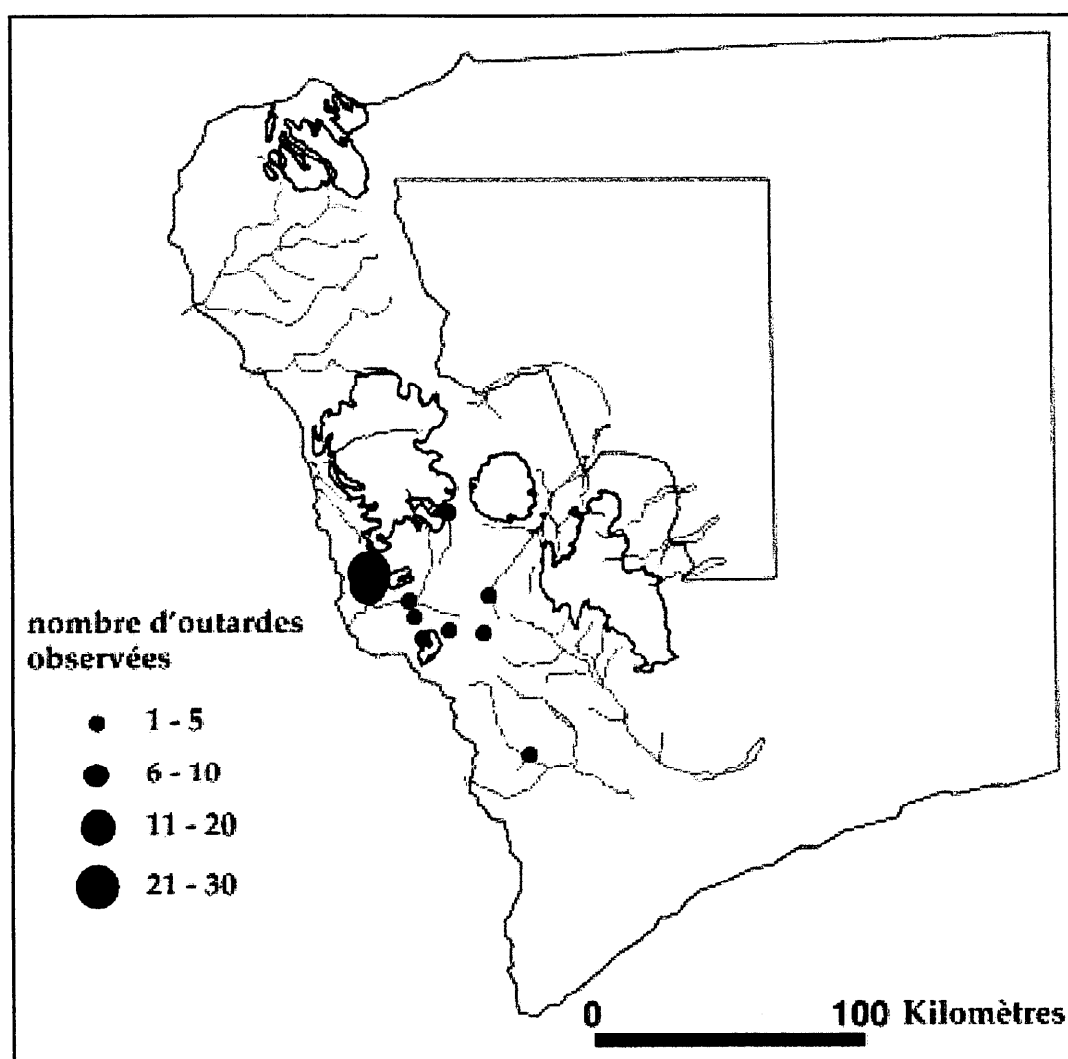 nombre d'outardes
observées
1 - 5
6 - 10
11 - 20
21 - 30
0 100 Kilomètres